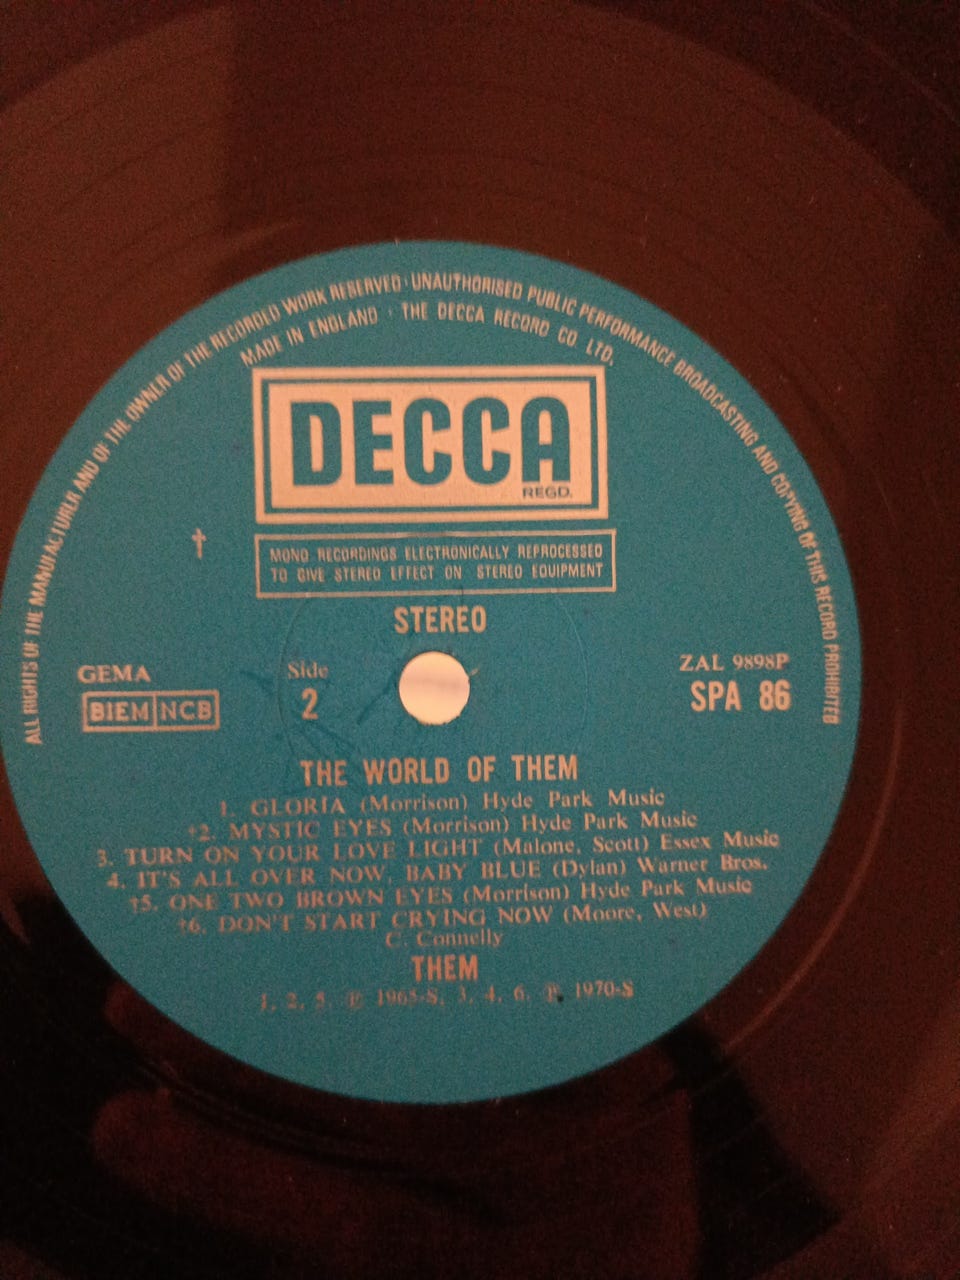 ALL RIGHTS OF THE MANUFACTURER AND OF THE OWNER OF THE RECORDED WORK RESERVED · UNAUTHORISED PUBLIC PERFORMANCE BROADCASTING AND COPYING OF THIS RECORD PROHIBITED
MADE IN ENGLAND · THE DECCA RECORD CO LTD.
DECCA
REGD.
†
MONO RECORDINGS ELECTRONICALLY REPROCESSED
TO GIVE STEREO EFFECT ON STEREO EQUIPMENT
STEREO
GEMA
BIEM NCB
Side
2
ZAL 9898P
SPA 86
THE WORLD OF THEM
1. GLORIA (Morrison) Hyde Park Music
†2. MYSTIC EYES (Morrison) Hyde Park Music
3. TURN ON YOUR LOVE LIGHT (Malone, Scott) Essex Music
4. IT'S ALL OVER NOW, BABY BLUE (Dylan) Warner Bros.
†5. ONE TWO BROWN EYES (Morrison) Hyde Park Music
†6. DON'T START CRYING NOW (Moore, West)
C. Connelly
THEM
1. 2. 5. ℗ 1965-S, 3. 4. 6. ℗ 1970-S